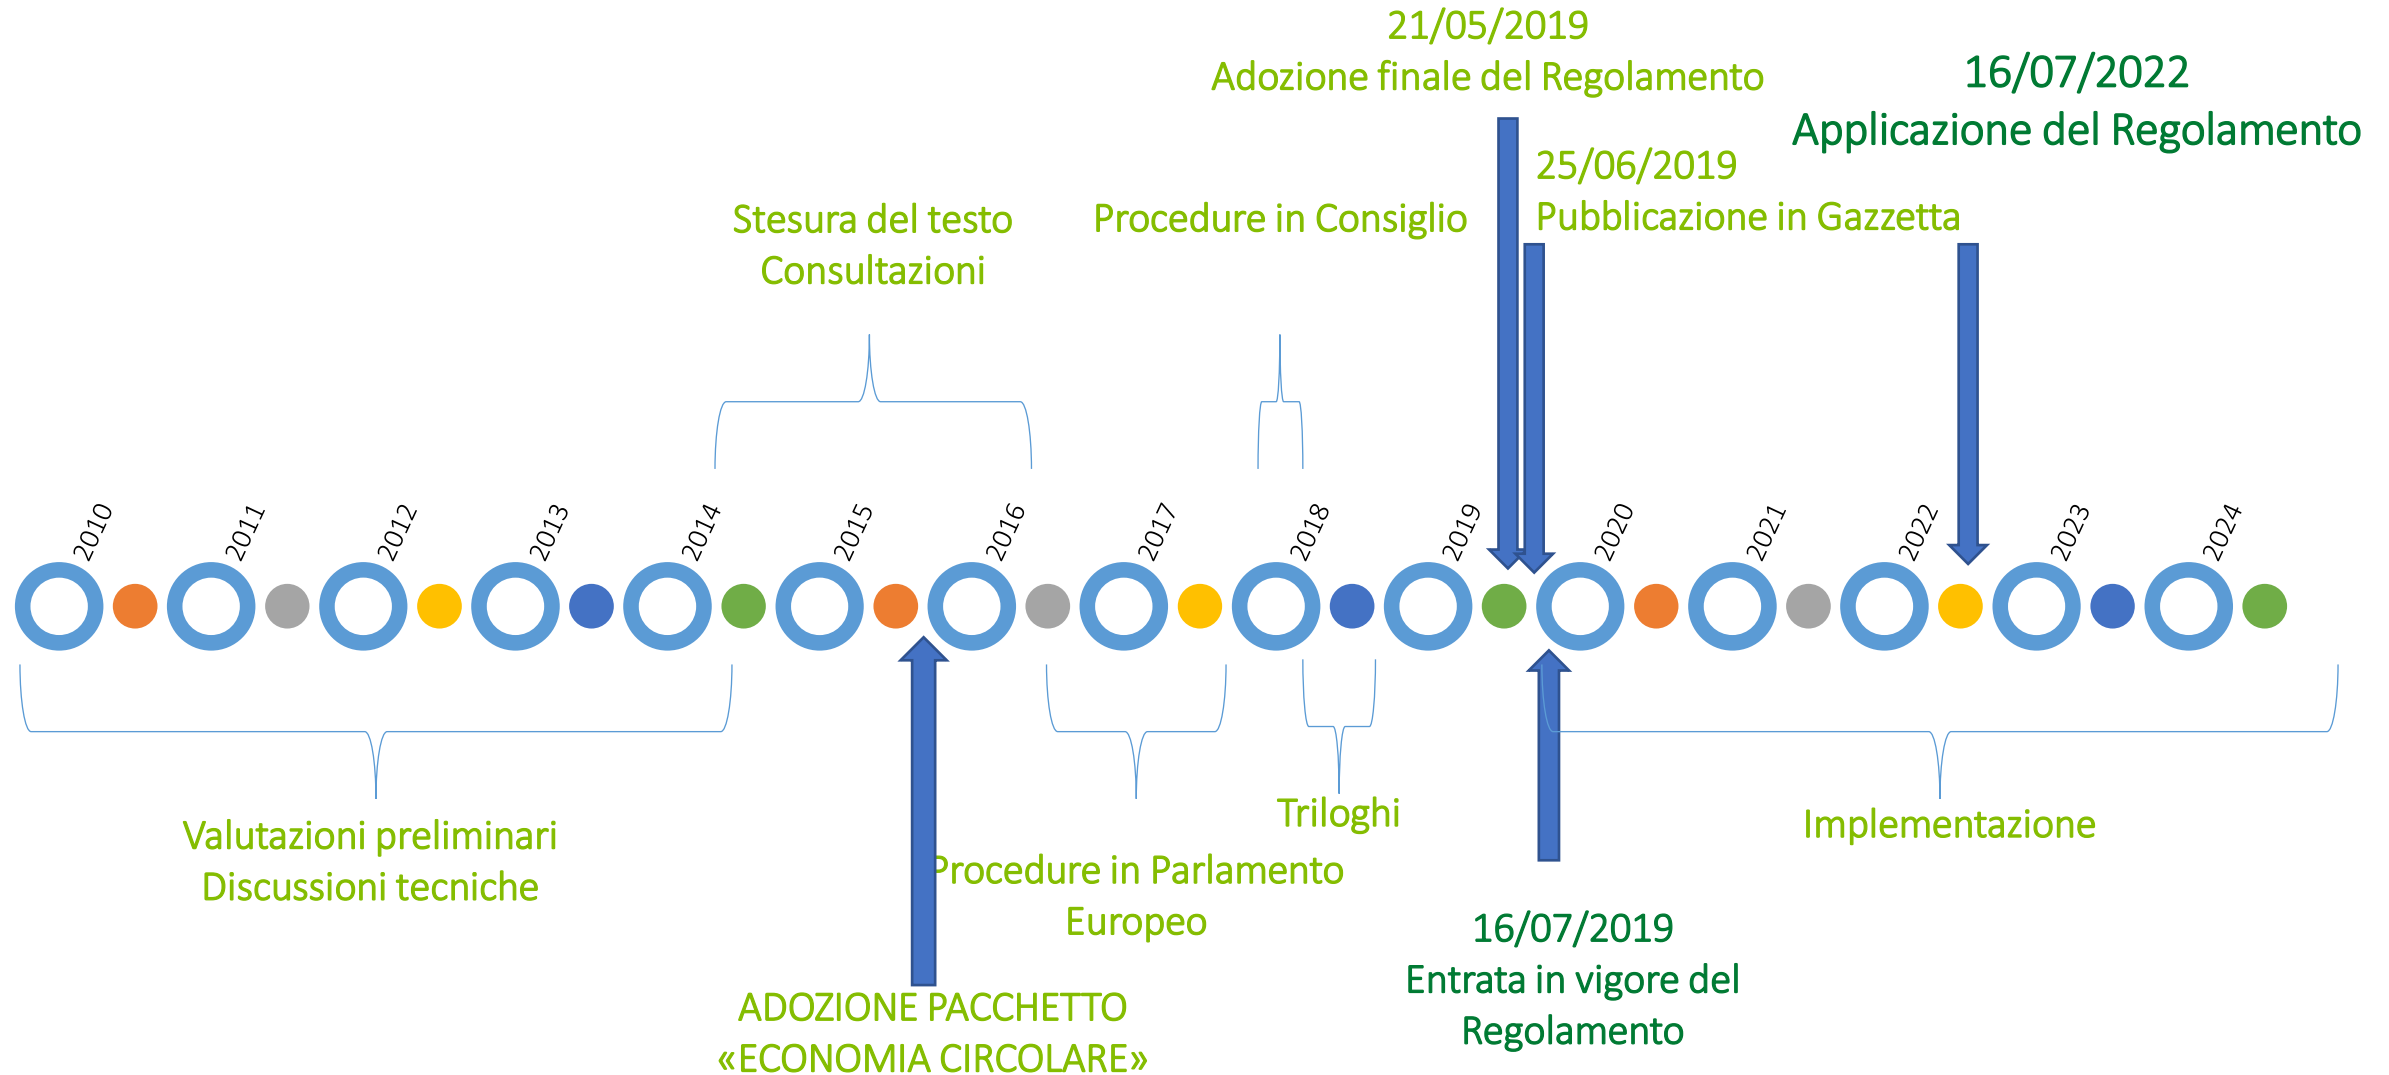 21/05/2019
Adozione finale del Regolamento
16/07/2022
Applicazione del Regolamento
25/06/2019
Pubblicazione in Gazzetta
Stesura del testo
Consultazioni
Procedure in Consiglio
2010
2011
2012
2013
2014
2015
2016
2017
2018
2019
2020
2021
2022
2023
2024
Valutazioni preliminari
Discussioni tecniche
Triloghi
Procedure in Parlamento
Europeo
Implementazione
ADOZIONE PACCHETTO
«ECONOMIA CIRCOLARE»
16/07/2019
Entrata in vigore del
Regolamento